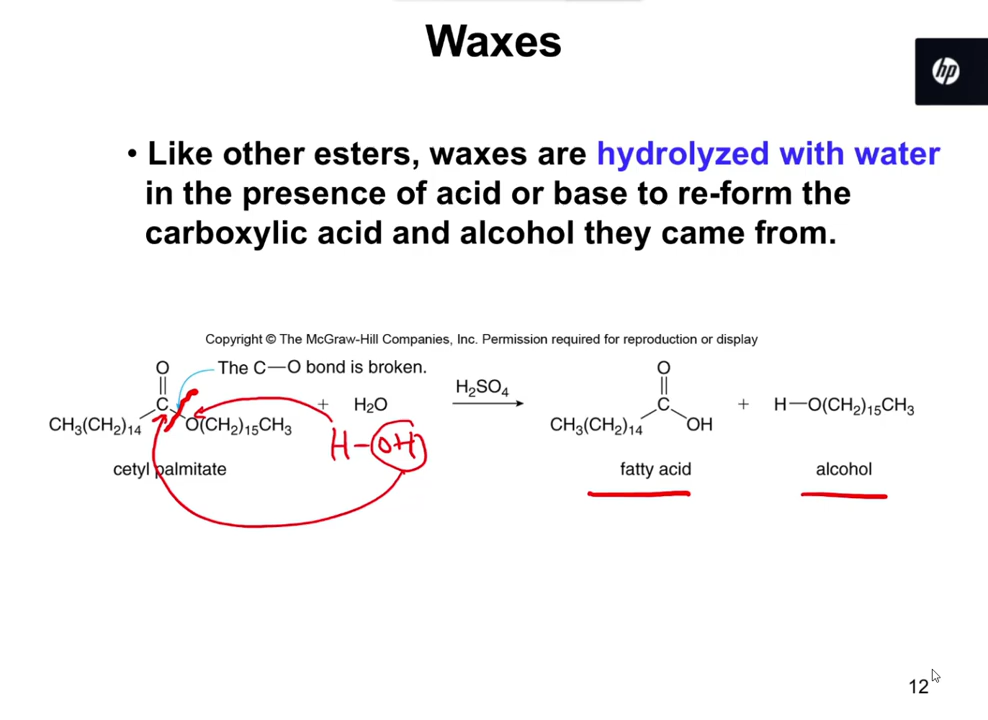 Waxes
hp
• Like other esters, waxes are hydrolyzed with water
in the presence of acid or base to re-form the
carboxylic acid and alcohol they came from.
Copyright © The McGraw-Hill Companies, Inc. Permission required for reproduction or display
O The C—O bond is broken. O
C + H₂O H₂SO₄ C + H—O(CH₂)₁₅CH₃
CH₃(CH₂)₁₄ O(CH₂)₁₅CH₃ CH₃(CH₂)₁₄ OH
H-OH
cetyl palmitate fatty acid alcohol
12